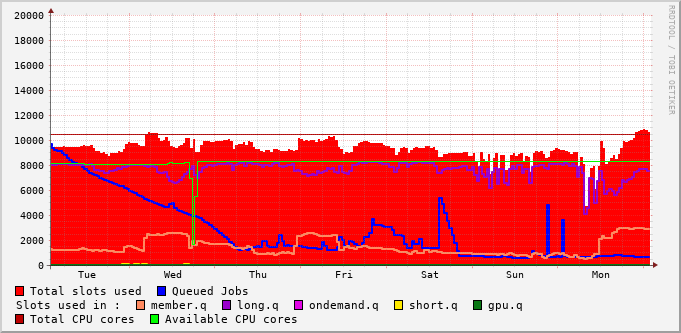 20000
18000
16000
14000
12000
10000
8000
6000
4000
2000
0
Tue Wed Thu Fri Sat Sun Mon
Total slots used Queued Jobs
Slots used in : member.q long.q ondemand.q short.q gpu.q
Total CPU cores Available CPU cores
RRDTOOL / TOBI OETIKER